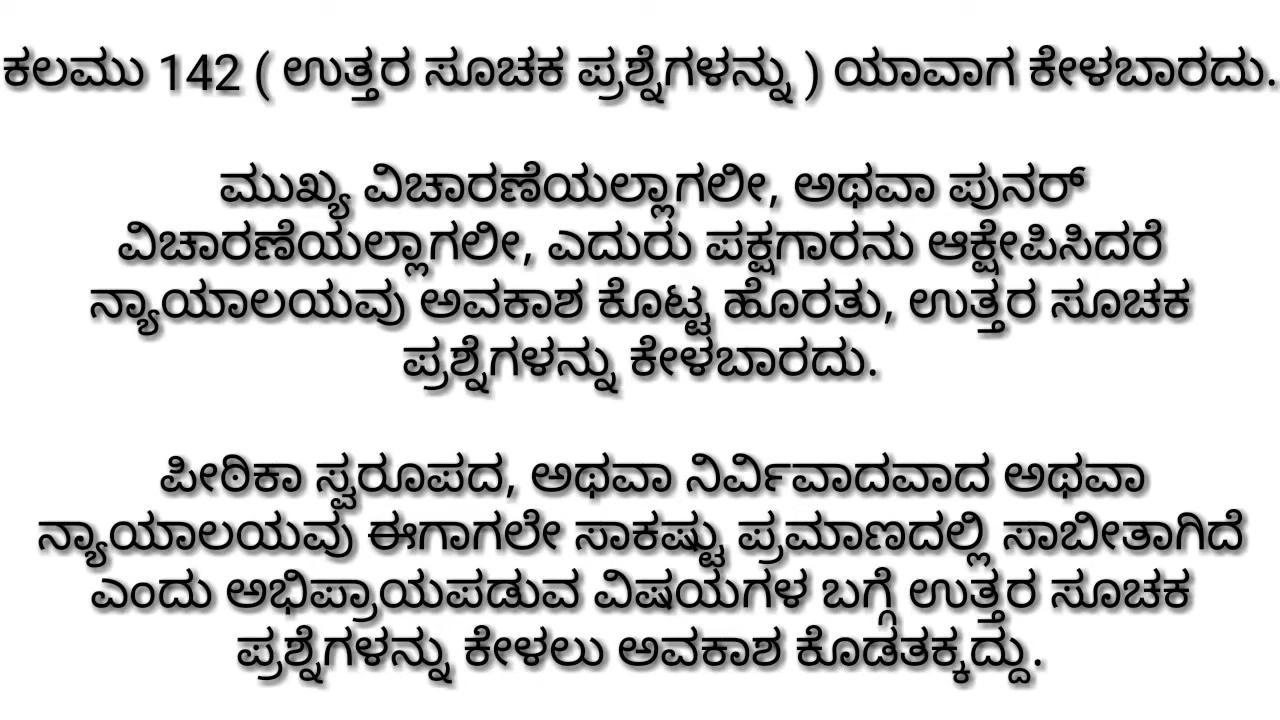 ಕಲಮು 142 ( ಉತ್ತರ ಸೂಚಕ ಪ್ರಶ್ನೆಗಳನ್ನು ) ಯಾವಾಗ ಕೇಳಬಾರದು.
ಮುಖ್ಯ ವಿಚಾರಣೆಯಲ್ಲಾಗಲೀ, ಅಥವಾ ಪುನರ್
ವಿಚಾರಣೆಯಲ್ಲಾಗಲೀ, ಎದುರು ಪಕ್ಷಗಾರನು ಆಕ್ಷೇಪಿಸಿದರೆ
ನ್ಯಾಯಾಲಯವು ಅವಕಾಶ ಕೊಟ್ಟ ಹೊರತು, ಉತ್ತರ ಸೂಚಕ
ಪ್ರಶ್ನೆಗಳನ್ನು ಕೇಳಬಾರದು.
ಪೀಠಿಕಾ ಸ್ವರೂಪದ, ಅಥವಾ ನಿರ್ವಿವಾದವಾದ ಅಥವಾ
ನ್ಯಾಯಾಲಯವು ಈಗಾಗಲೇ ಸಾಕಷ್ಟು ಪ್ರಮಾಣದಲ್ಲಿ ಸಾಬೀತಾಗಿದೆ
ಎಂದು ಅಭಿಪ್ರಾಯಪಡುವ ವಿಷಯಗಳ ಬಗ್ಗೆ ಉತ್ತರ ಸೂಚಕ
ಪ್ರಶ್ನೆಗಳನ್ನು ಕೇಳಲು ಅವಕಾಶ ಕೊಡತಕ್ಕದ್ದು.